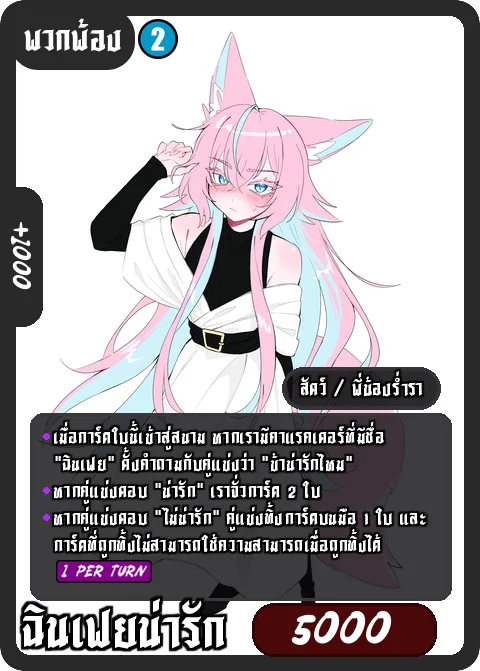 พวกพ้อง 2
+1000
สัตว์ / พี่น้องร่ำรา
เมื่อการ์ดใบนี้เข้าสู่สนาม หากเรามีคาแรคเตอร์ที่มีชื่อ
"ฉินเฟย" ตั้งคำถามกับคู่แข่งว่า "ข้าน่ารักไหม"
หากคู่แข่งตอบ "น่ารัก" เราจั่วการ์ด 2 ใบ
หากคู่แข่งตอบ "ไม่น่ารัก" คู่แข่งทิ้งการ์ดบนมือ 1 ใบ และ
การ์ดที่ถูกทิ้งไม่สามารถใช้ความสามารถเมื่อถูกทิ้งได้
1 PER TURN
ฉินเฟยน่ารัก 5000